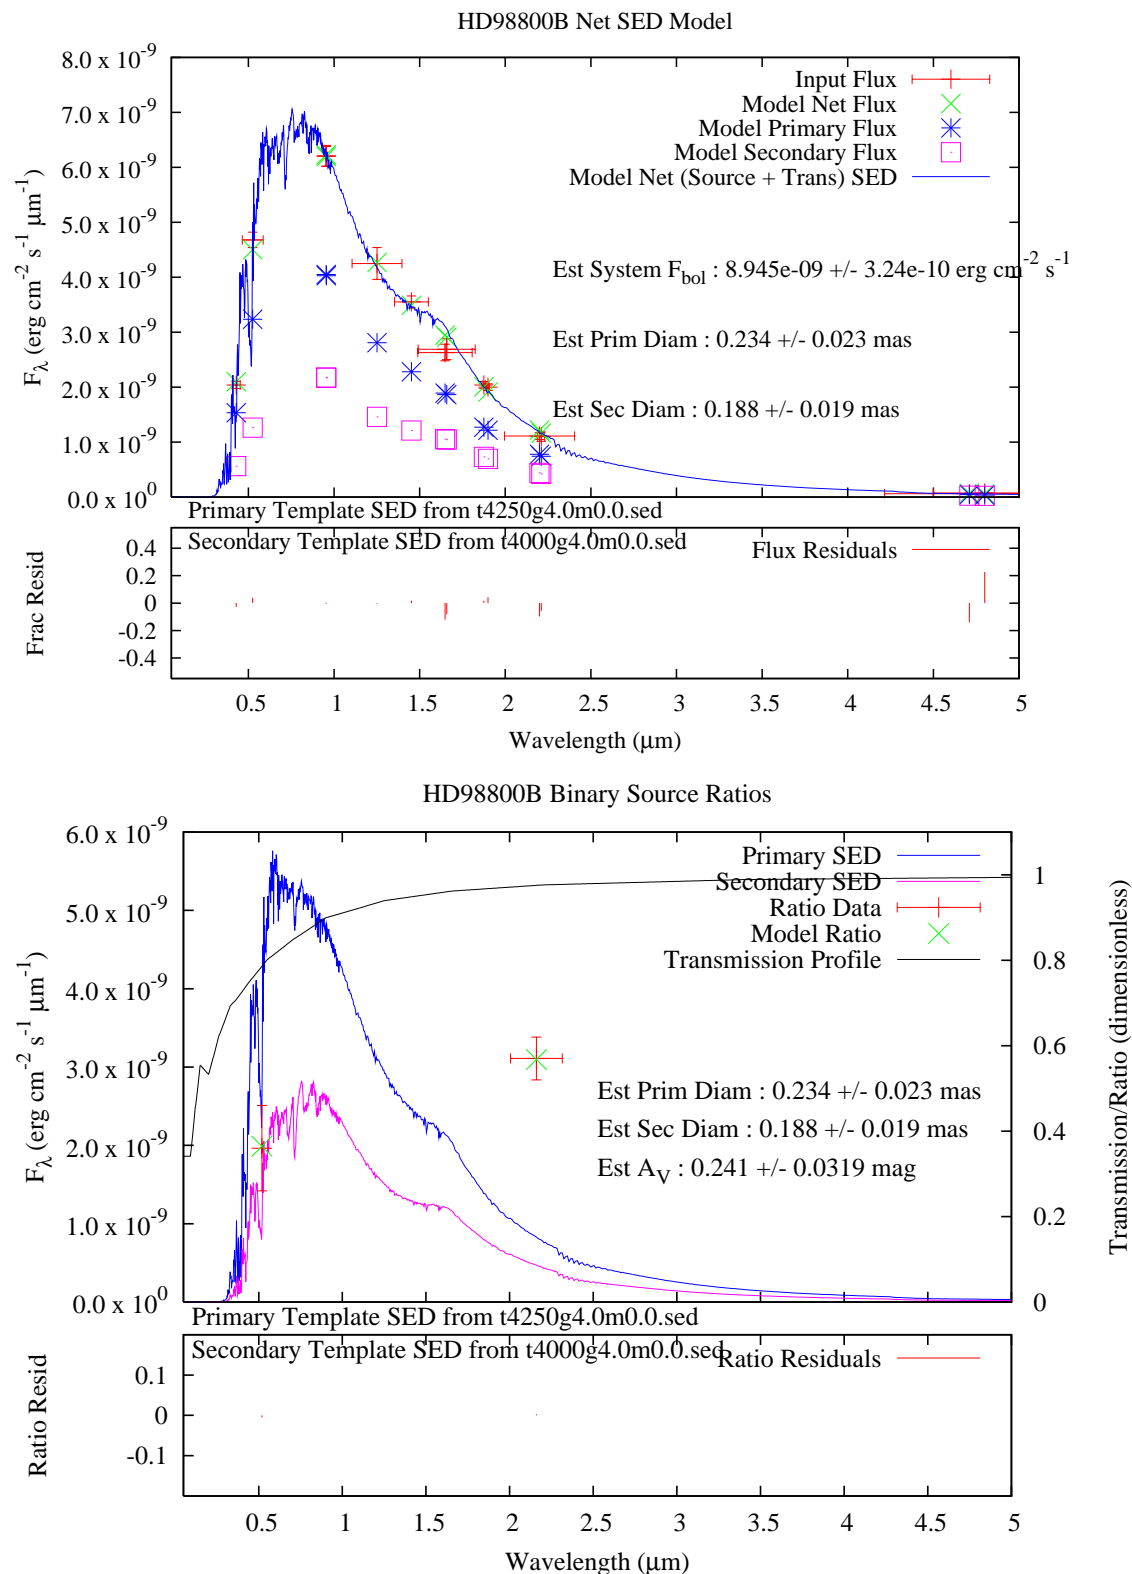 HD98800B Net SED Model
8.0 x 10^-9
7.0 x 10^-9
6.0 x 10^-9
5.0 x 10^-9
4.0 x 10^-9
3.0 x 10^-9
2.0 x 10^-9
1.0 x 10^-9
0.0 x 10^0
F_λ (erg cm^-2 s^-1 μm^-1)
Input Flux
Model Net Flux
Model Primary Flux
Model Secondary Flux
Model Net (Source + Trans) SED
Est System F_bol : 8.945e-09 +/- 3.24e-10 erg cm^-2 s^-1
Est Prim Diam : 0.234 +/- 0.023 mas
Est Sec Diam : 0.188 +/- 0.019 mas
Primary Template SED from t4250g4.0m0.0.sed
Secondary Template SED from t4000g4.0m0.0.sed
Flux Residuals
0.4
0.2
0
-0.2
-0.4
Frac Resid
0.5 1 1.5 2 2.5 3 3.5 4 4.5 5
Wavelength (μm)
HD98800B Binary Source Ratios
6.0 x 10^-9
5.0 x 10^-9
4.0 x 10^-9
3.0 x 10^-9
2.0 x 10^-9
1.0 x 10^-9
0.0 x 10^0
F_λ (erg cm^-2 s^-1 μm^-1)
Primary SED
Secondary SED
Ratio Data
Model Ratio
Transmission Profile
1
0.8
0.6
0.4
0.2
0
Transmission/Ratio (dimensionless)
Est Prim Diam : 0.234 +/- 0.023 mas
Est Sec Diam : 0.188 +/- 0.019 mas
Est A_V : 0.241 +/- 0.0319 mag
Primary Template SED from t4250g4.0m0.0.sed
Secondary Template SED from t4000g4.0m0.0.sed
Ratio Residuals
0.1
0
-0.1
Ratio Resid
0.5 1 1.5 2 2.5 3 3.5 4 4.5 5
Wavelength (μm)